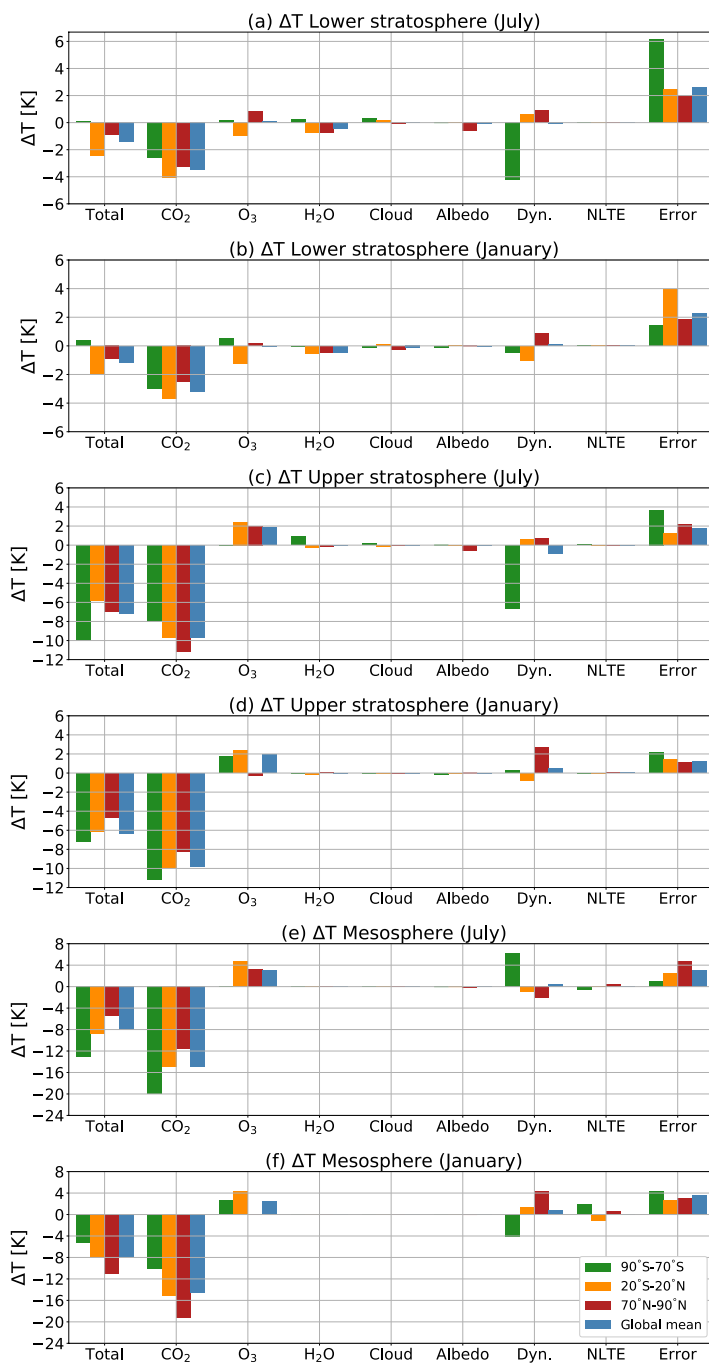 (a) ΔT Lower stratosphere (July)
ΔT [K]
6
4
2
0
−2
−4
−6
Total CO₂ O₃ H₂O Cloud Albedo Dyn. NLTE Error
(b) ΔT Lower stratosphere (January)
ΔT [K]
6
4
2
0
−2
−4
−6
Total CO₂ O₃ H₂O Cloud Albedo Dyn. NLTE Error
(c) ΔT Upper stratosphere (July)
ΔT [K]
6
4
2
0
−2
−4
−6
−8
−10
−12
Total CO₂ O₃ H₂O Cloud Albedo Dyn. NLTE Error
(d) ΔT Upper stratosphere (January)
ΔT [K]
6
4
2
0
−2
−4
−6
−8
−10
−12
Total CO₂ O₃ H₂O Cloud Albedo Dyn. NLTE Error
(e) ΔT Mesosphere (July)
ΔT [K]
8
4
0
−4
−8
−12
−16
−20
−24
Total CO₂ O₃ H₂O Cloud Albedo Dyn. NLTE Error
(f) ΔT Mesosphere (January)
ΔT [K]
8
4
0
−4
−8
−12
−16
−20
−24
90°S-70°S
20°S-20°N
70°N-90°N
Global mean
Total CO₂ O₃ H₂O Cloud Albedo Dyn. NLTE Error